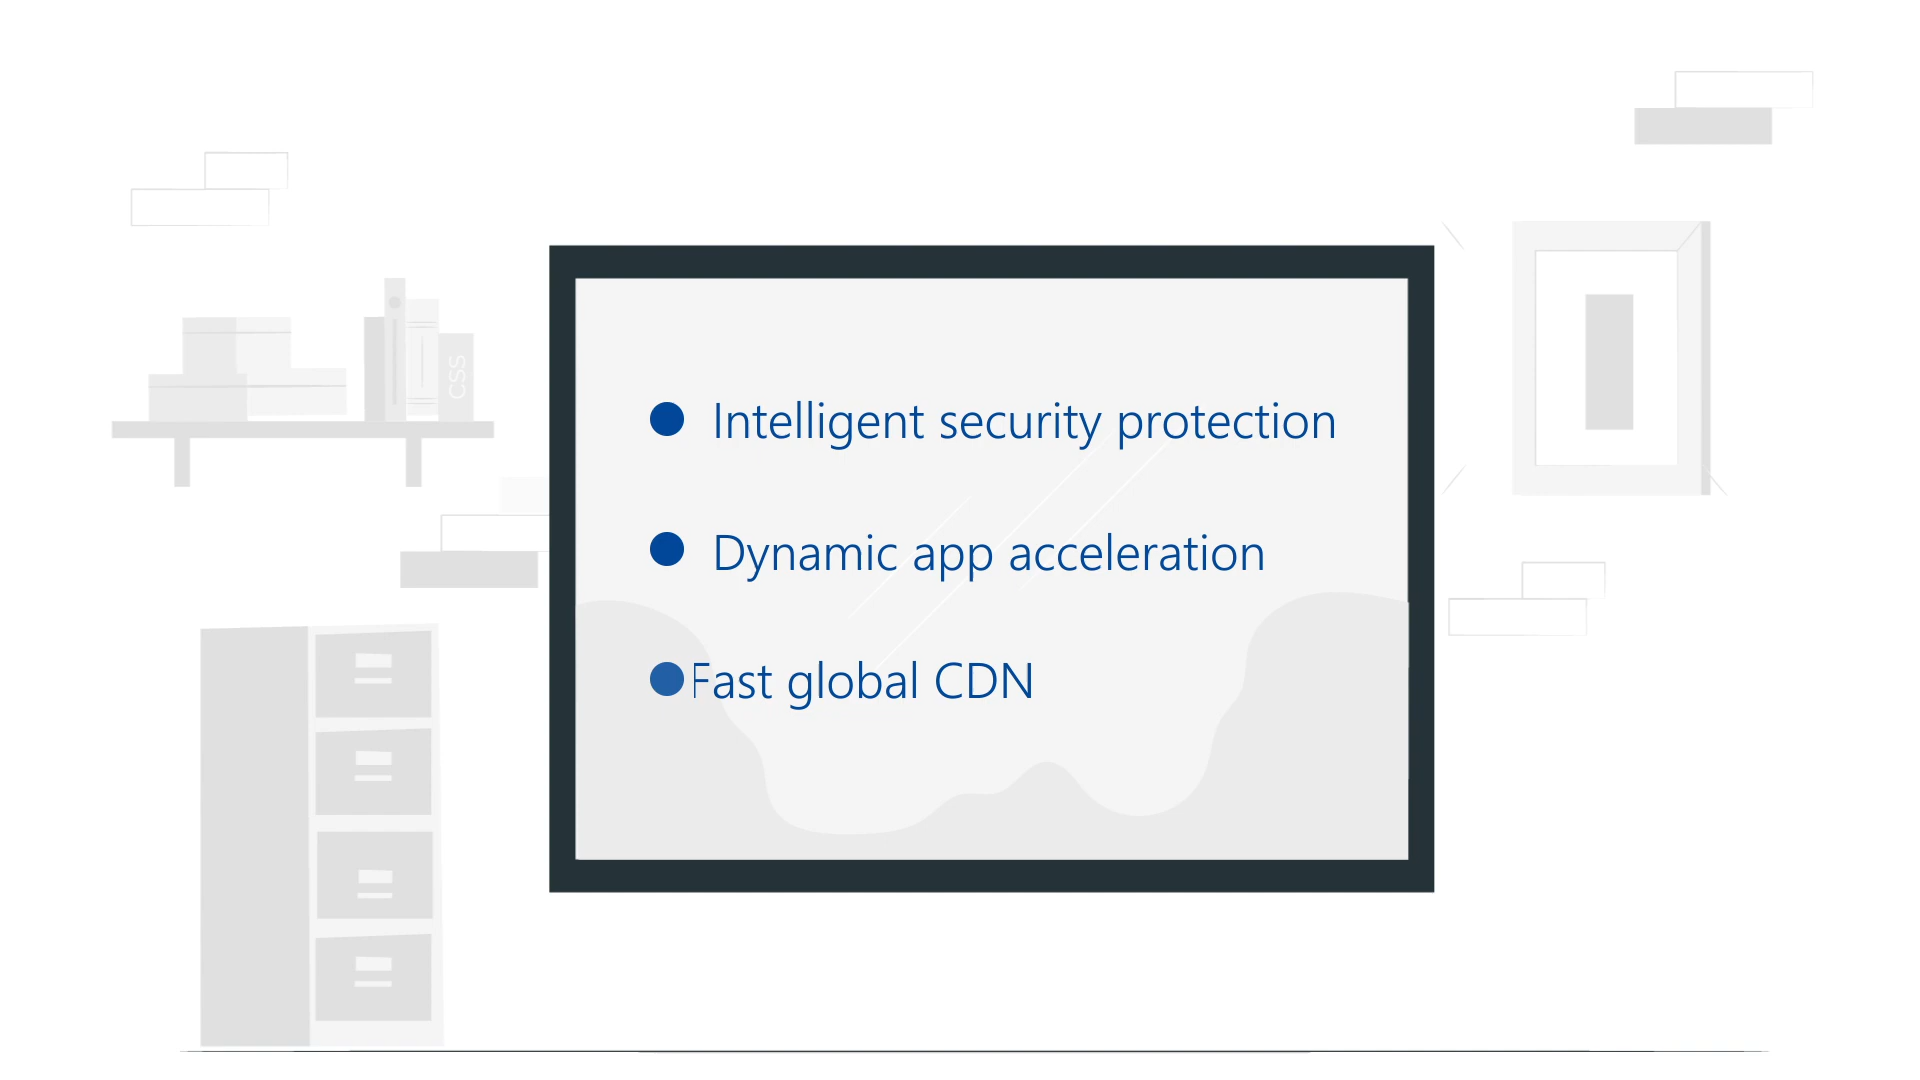 CSS
Intelligent security protection
Dynamic app acceleration
Fast global CDN